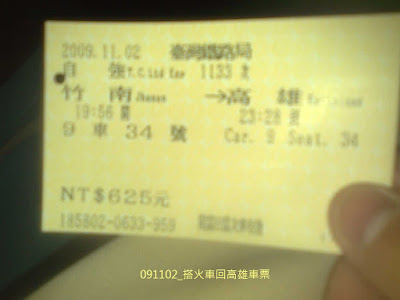 2009.11.02 臺灣鐵路局
自 強 T.C.Ltd Exp 1133 次
竹 南 Jhunan → 高 雄
19:56 開 23:28 到
9 車 34 號 Car. 9 Seat. 34
NT$625元
185B02-0633-959
091102_搭火車回高雄車票